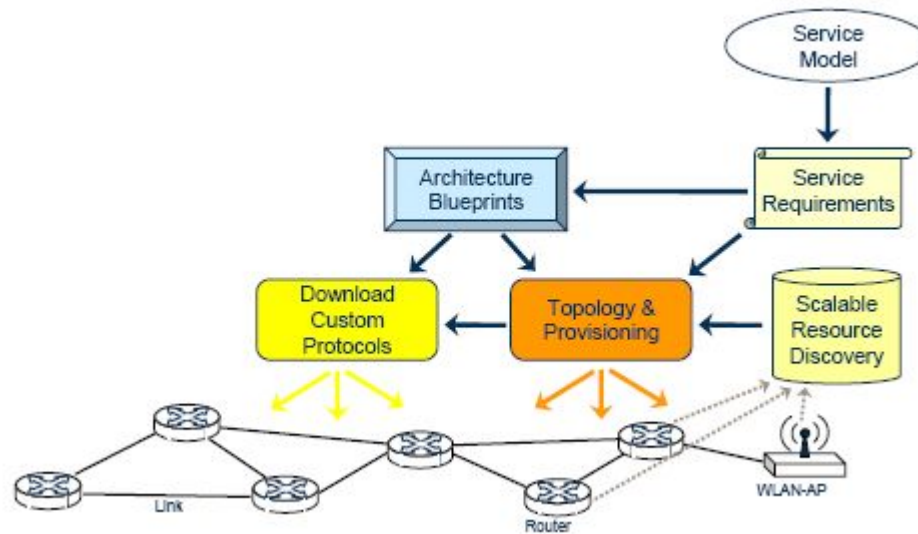 Service
Model
Architecture
Blueprints
Service
Requirements
Download
Custom
Protocols
Topology &
Provisioning
Scalable
Resource
Discovery
Link
Router
WLAN-AP